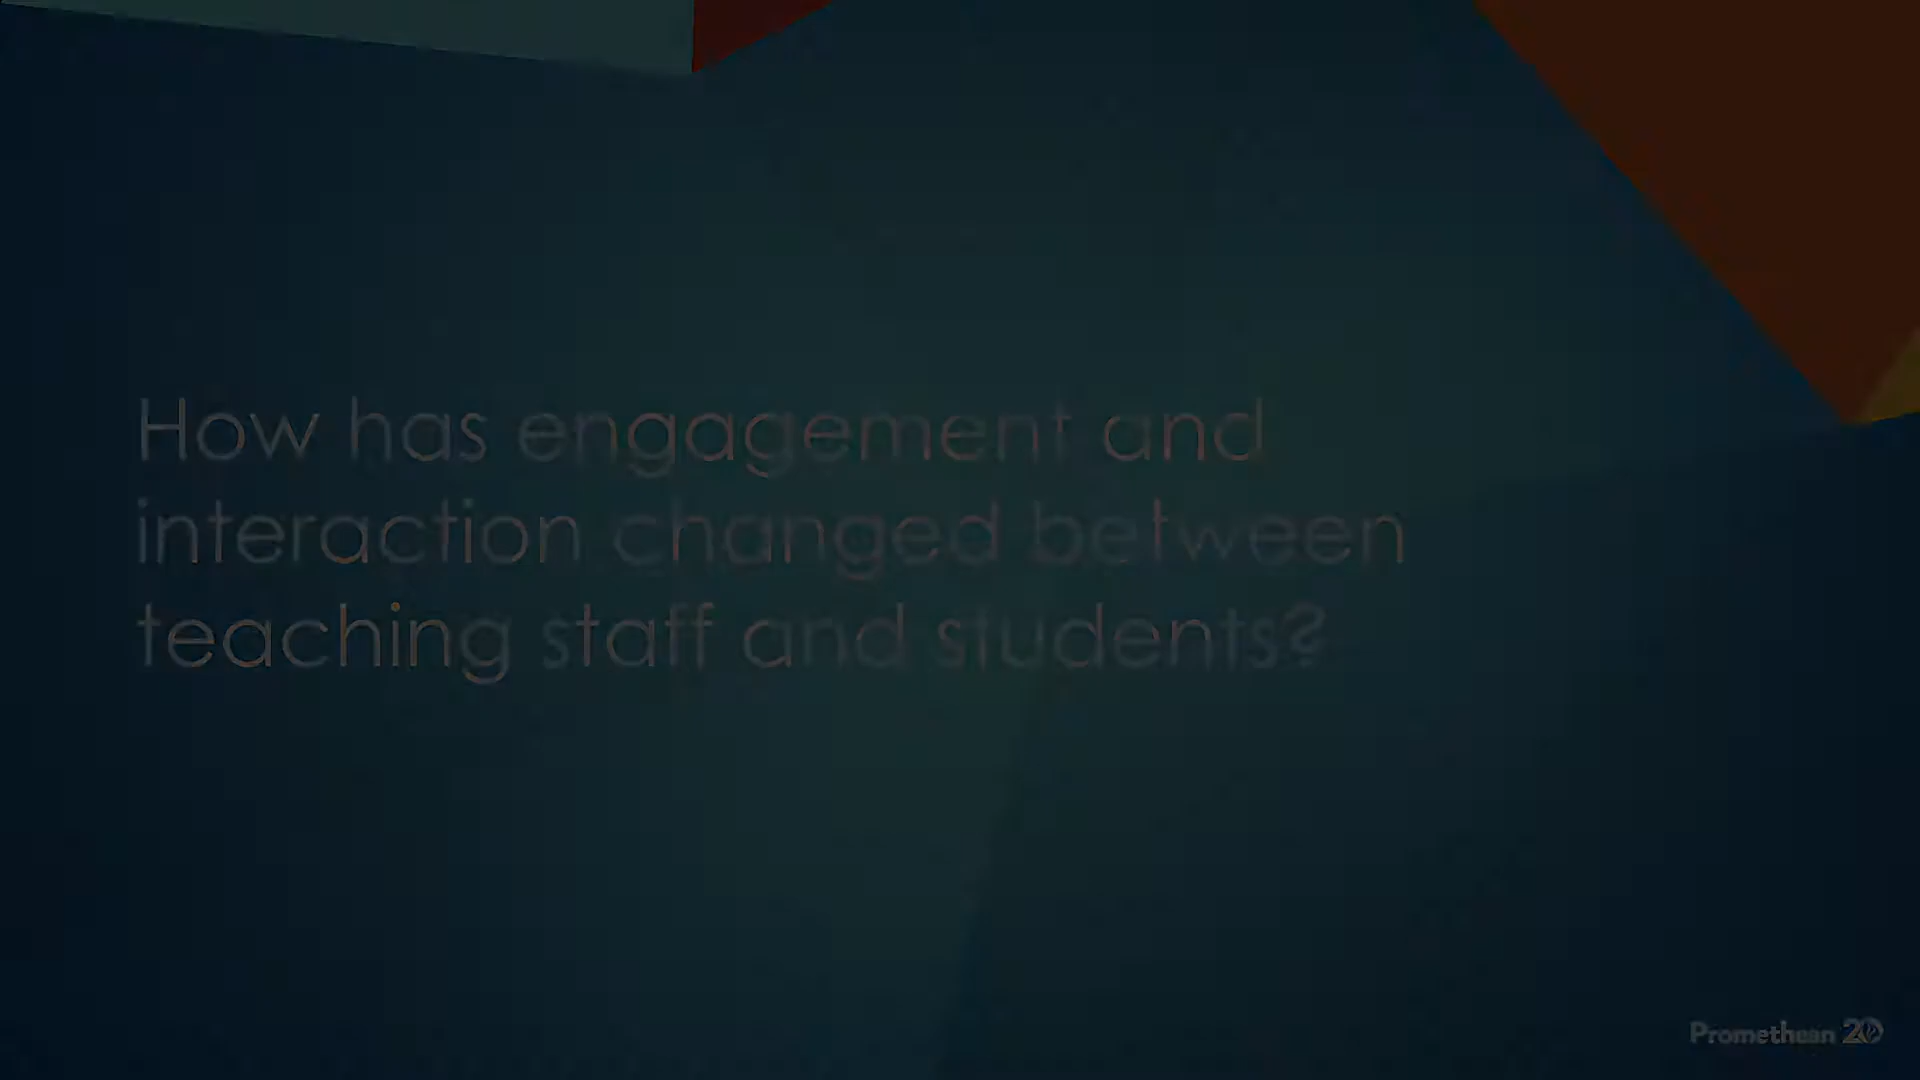 How has engagement and
interaction changed between
teaching staff and students?
Promethean 20